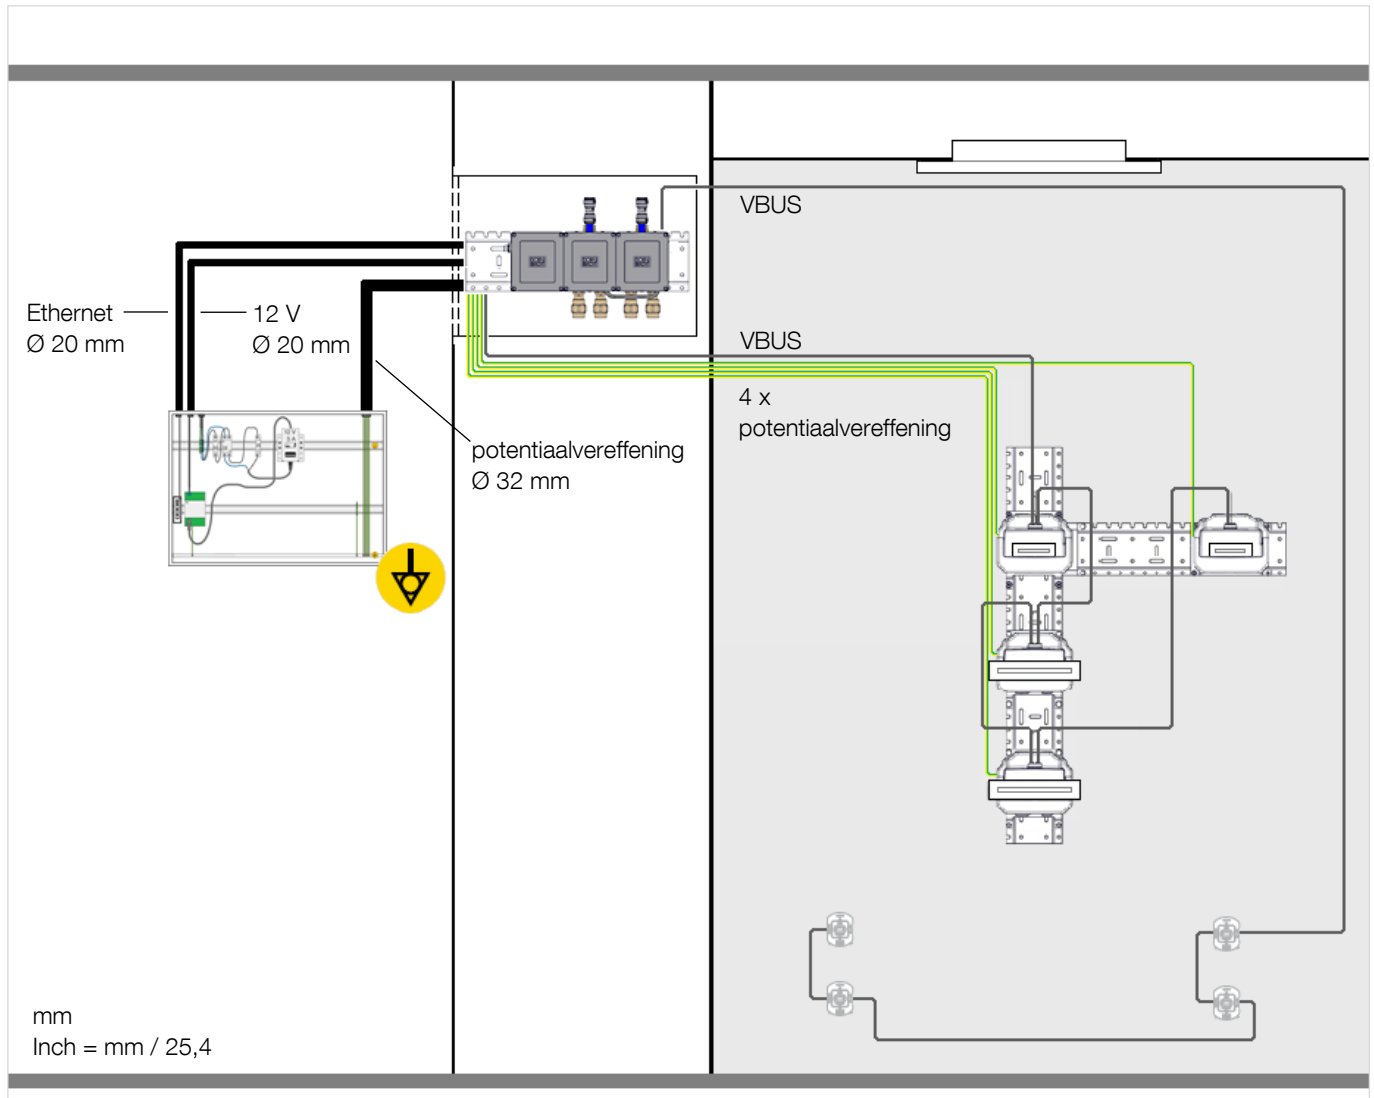 VBUS
Ethernet
Ø 20 mm
12 V
Ø 20 mm
VBUS
4 x
potentiaalvereffening
potentiaalvereffening
Ø 32 mm
mm
Inch = mm / 25,4